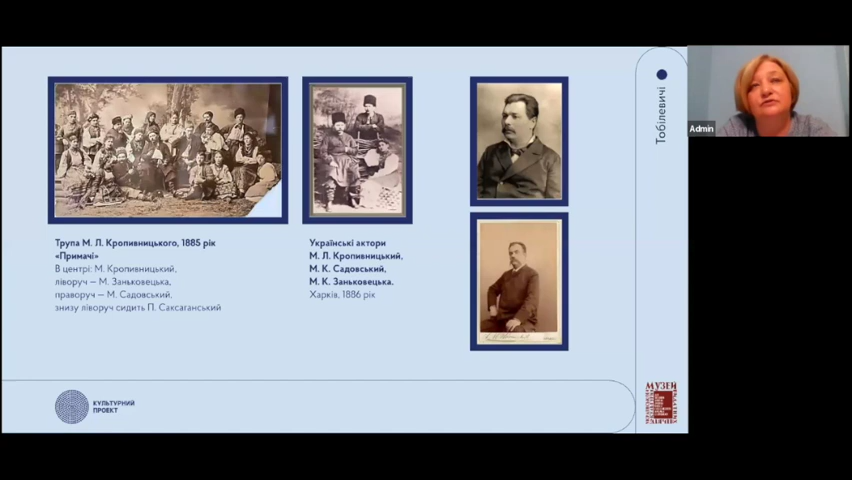 Трупа М. Л. Кропивницького, 1885 рік
«Примачі»
В центрі: М. Кропивницький,
ліворуч — М. Заньковецька,
праворуч — М. Садовський,
знизу ліворуч сидить П. Саксаганський
Українські актори
М. Л. Кропивницький,
М. К. Садовський,
М. К. Заньковецька.
Харків, 1886 рік
Тобілевичі
Admin
КУЛЬТУРНИЙ
ПРОЕКТ
МУЗЕЙ